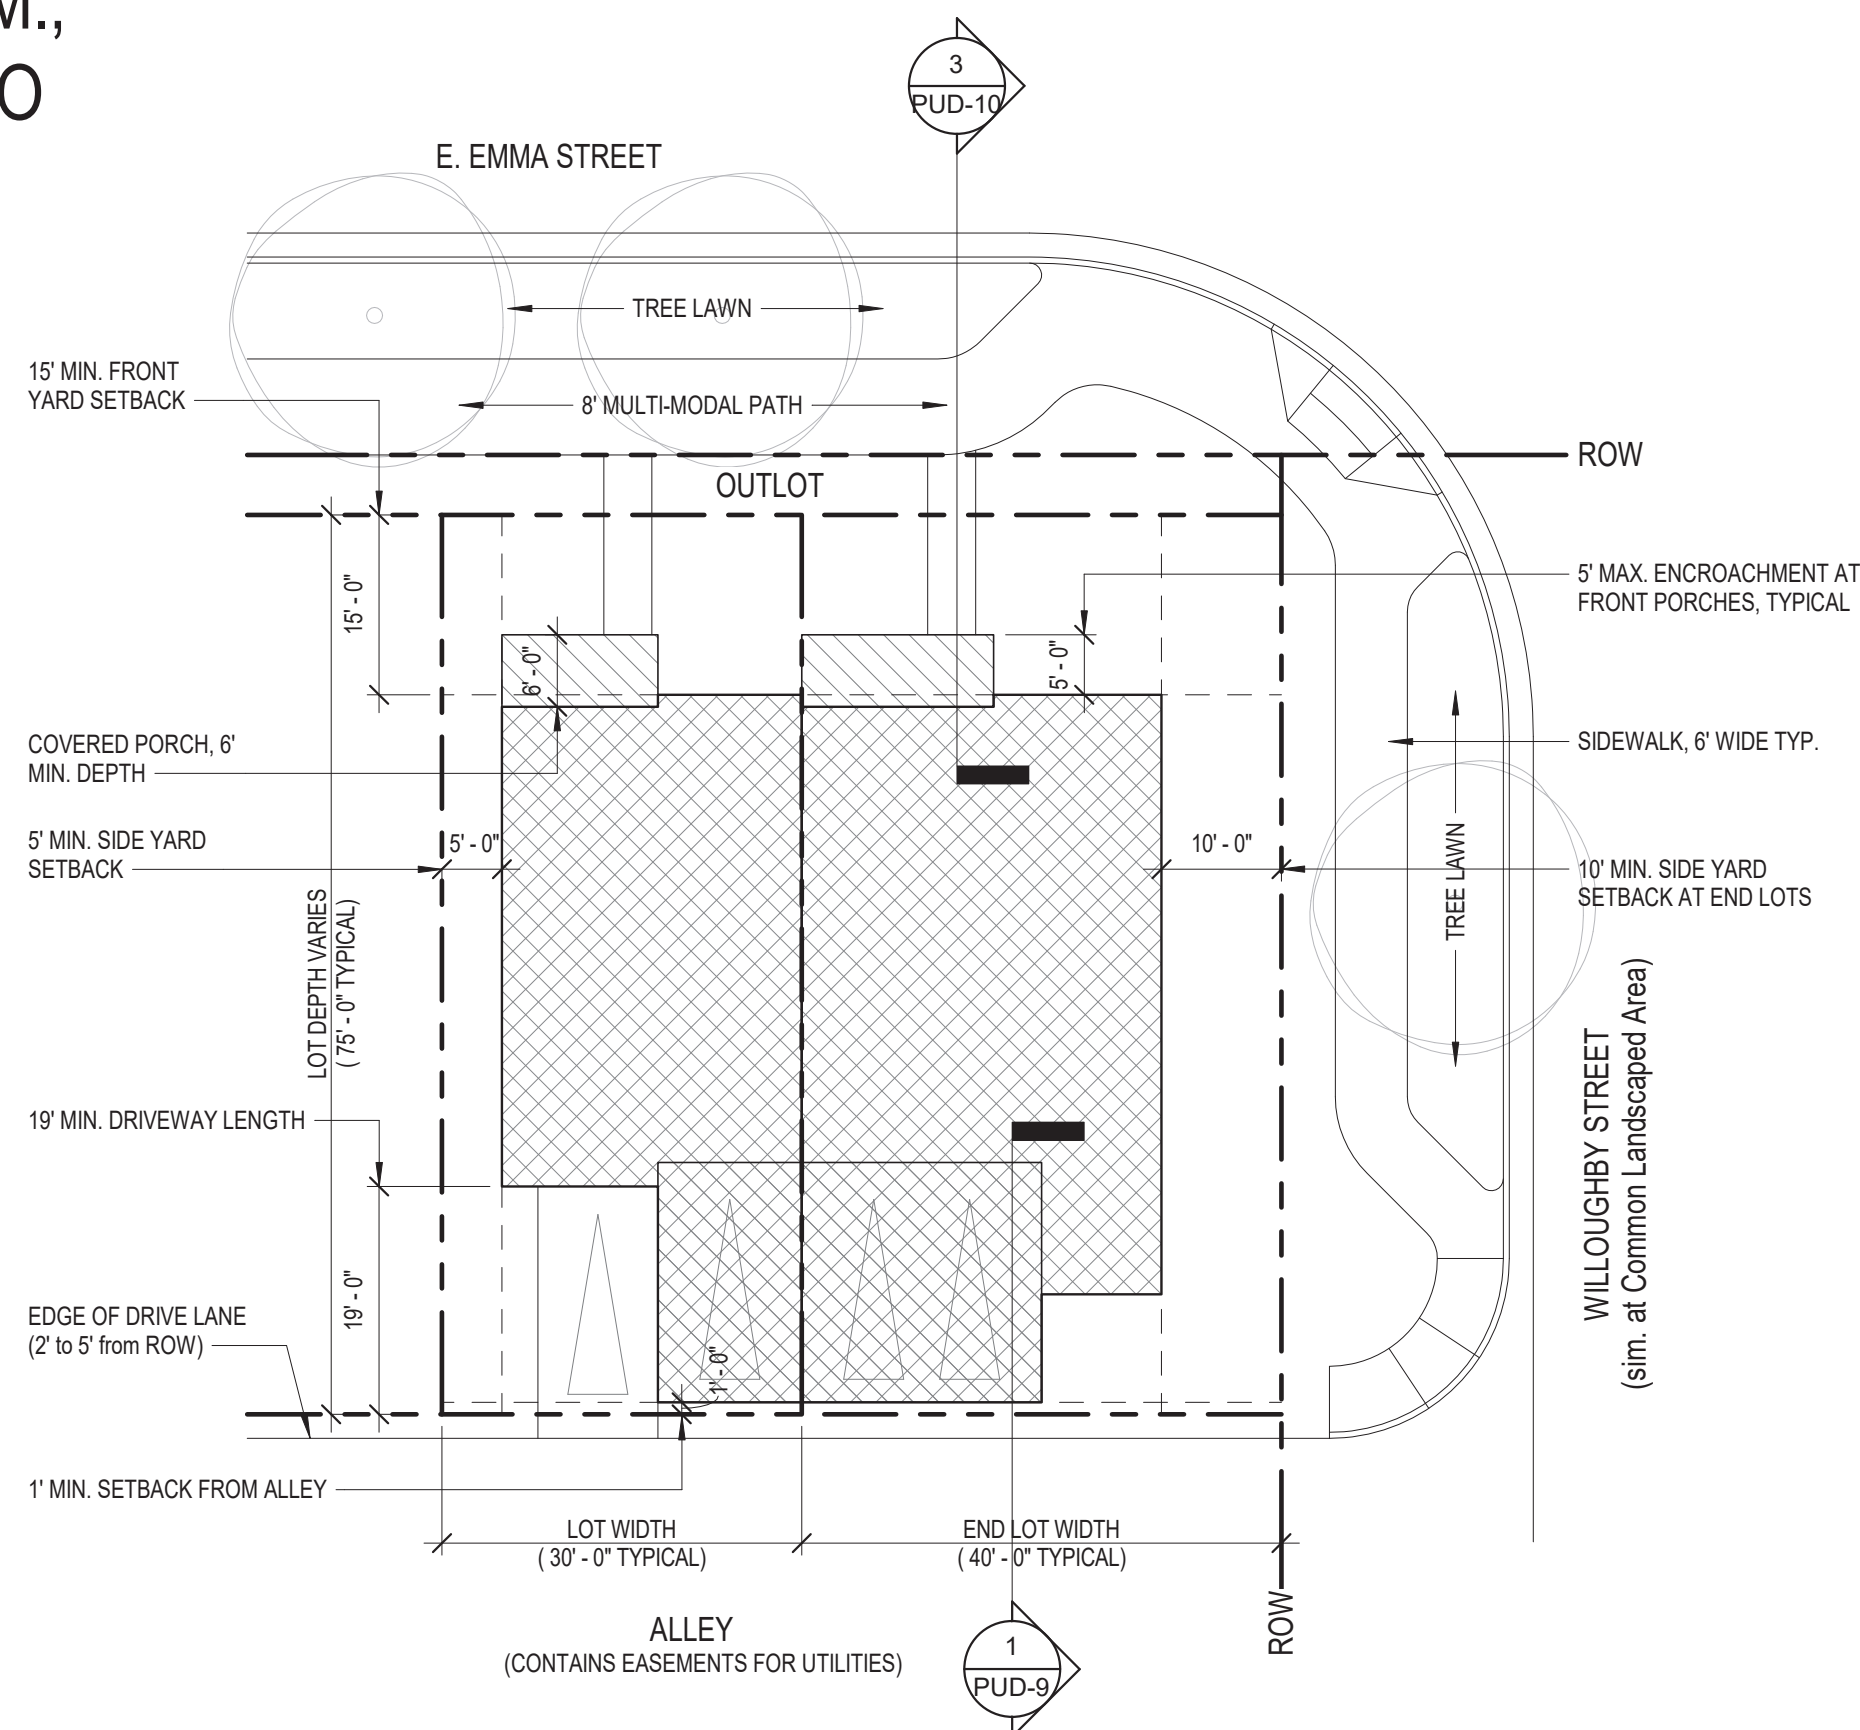 M.,
O
3
PUD-10
E. EMMA STREET
TREE LAWN
15' MIN. FRONT
YARD SETBACK
8' MULTI-MODAL PATH
ROW
OUTLOT
5' MAX. ENCROACHMENT AT
FRONT PORCHES, TYPICAL
15' - 0"
6' - 0"
5' - 0"
COVERED PORCH, 6'
MIN. DEPTH
SIDEWALK, 6' WIDE TYP.
5' MIN. SIDE YARD
SETBACK
5' - 0"
10' - 0"
10' MIN. SIDE YARD
SETBACK AT END LOTS
TREE LAWN
LOT DEPTH VARIES
( 75' - 0" TYPICAL)
WILLOUGHBY STREET
(sim. at Common Landscaped Area)
19' MIN. DRIVEWAY LENGTH
19' - 0"
EDGE OF DRIVE LANE
(2' to 5' from ROW)
1' - 0"
1' MIN. SETBACK FROM ALLEY
LOT WIDTH
( 30' - 0" TYPICAL)
END LOT WIDTH
( 40' - 0" TYPICAL)
ROW
ALLEY
(CONTAINS EASEMENTS FOR UTILITIES)
1
PUD-9